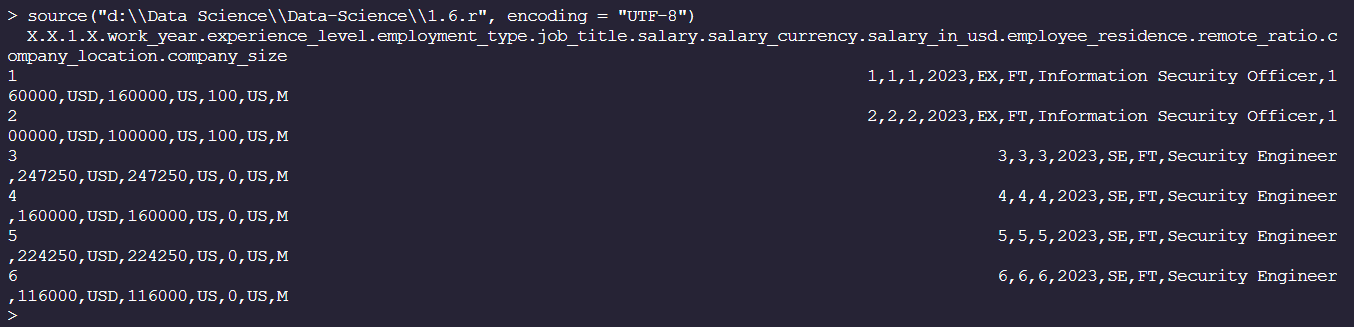 > source("d:\\Data Science\\Data-Science\\1.6.r", encoding = "UTF-8")
X.X.1.X.work_year.experience_level.employment_type.job_title.salary.salary_currency.salary_in_usd.employee_residence.remote_ratio.c
ompany_location.company_size
1 1,1,1,2023,EX,FT,Information Security Officer,1
60000,USD,160000,US,100,US,M
2 2,2,2,2023,EX,FT,Information Security Officer,1
00000,USD,100000,US,100,US,M
3 3,3,3,2023,SE,FT,Security Engineer
,247250,USD,247250,US,0,US,M
4 4,4,4,2023,SE,FT,Security Engineer
,160000,USD,160000,US,0,US,M
5 5,5,5,2023,SE,FT,Security Engineer
,224250,USD,224250,US,0,US,M
6 6,6,6,2023,SE,FT,Security Engineer
,116000,USD,116000,US,0,US,M
>